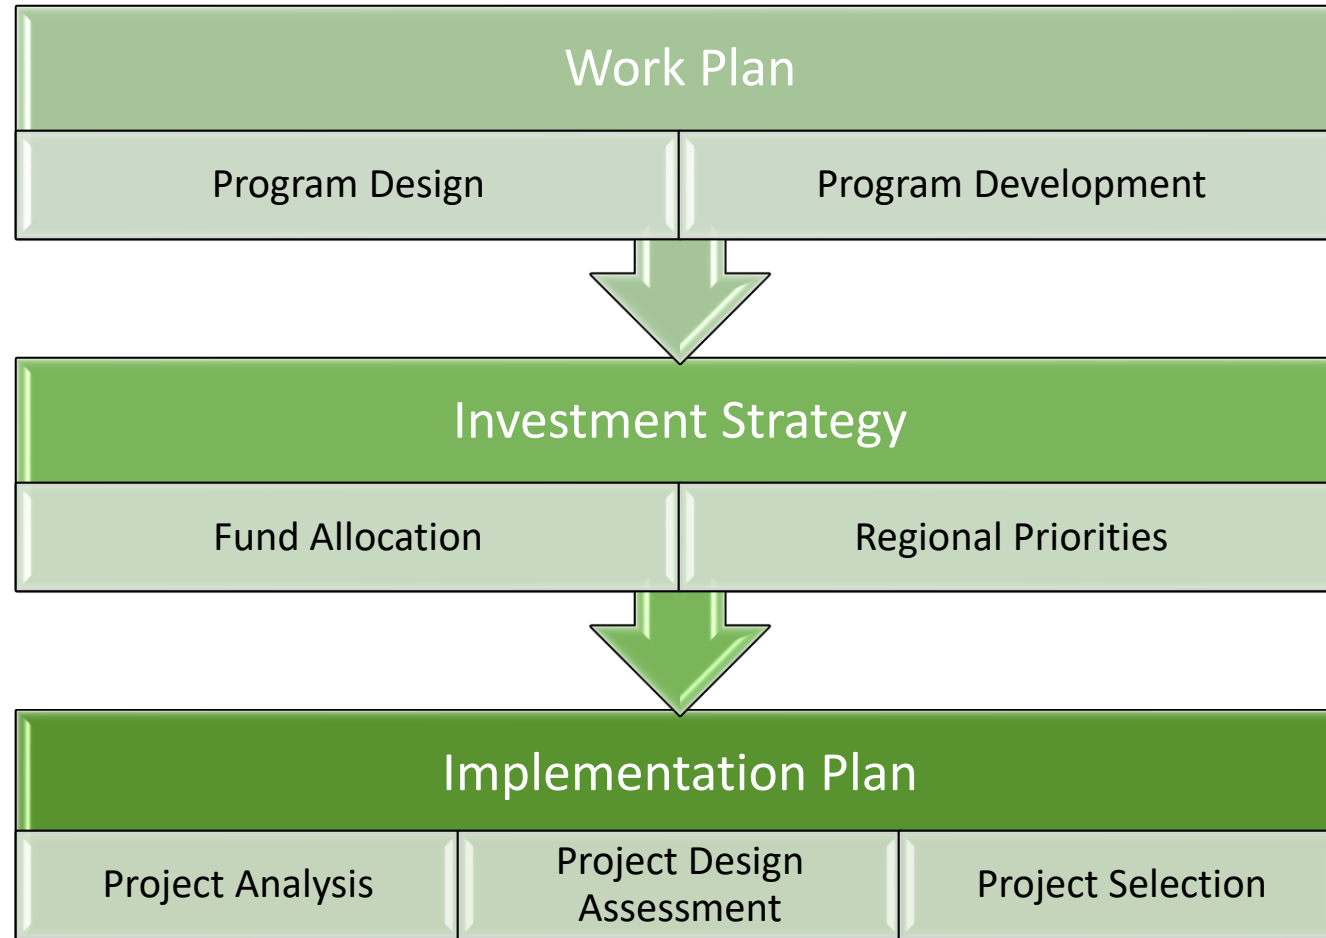 Work Plan
Program Design
Program Development
Investment Strategy
Fund Allocation
Regional Priorities
Implementation Plan
Project Analysis
Project Design
Assessment
Project Selection